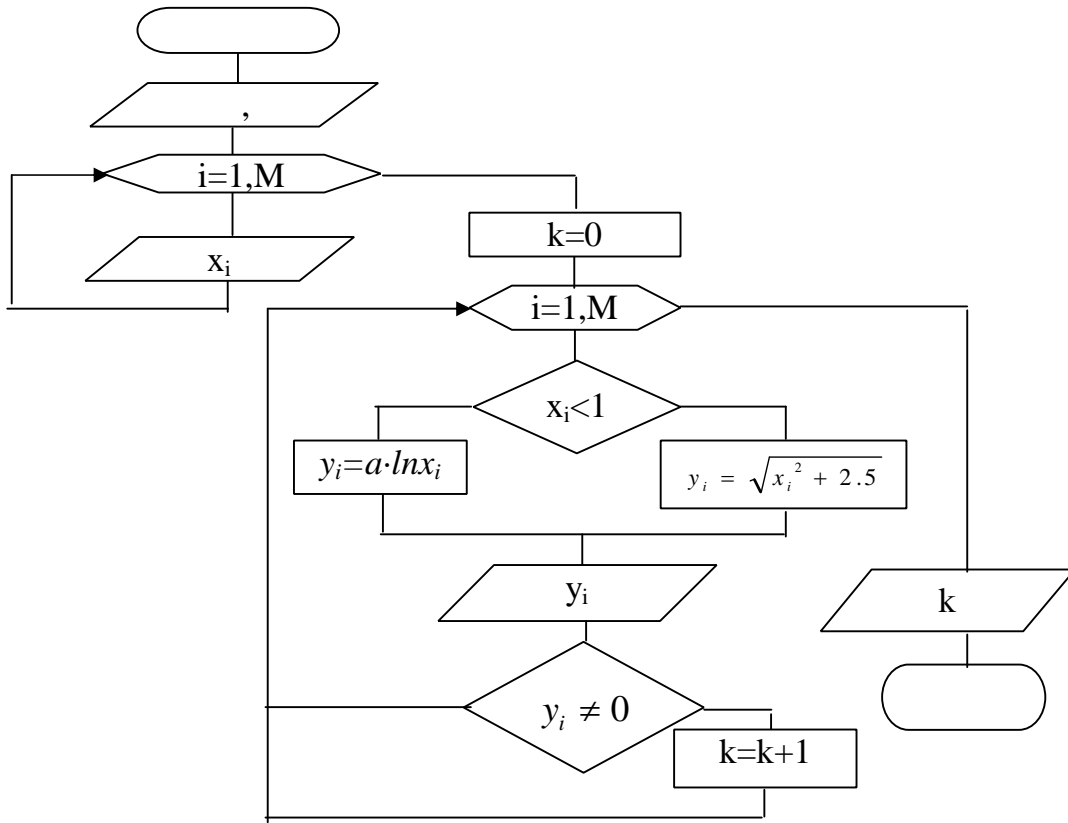 ,
i=1,M
xᵢ
k=0
i=1,M
xᵢ<1
yᵢ=a·lnxᵢ
yᵢ = √xᵢ² + 2.5
yᵢ
k
yᵢ ≠ 0
k=k+1